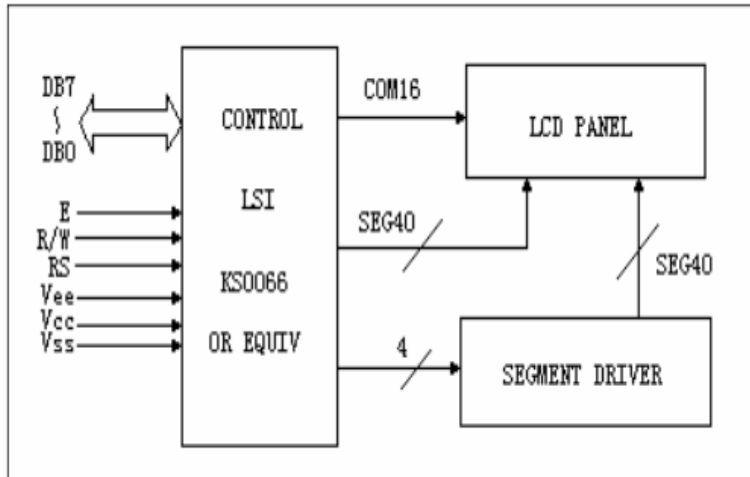 DB7
~
DB0
E
R/W
RS
Vee
Vcc
Vss
CONTROL
LSI
KS0066
OR EQUIV
COM16
SEG40
4
LCD PANEL
SEG40
SEGMENT DRIVER